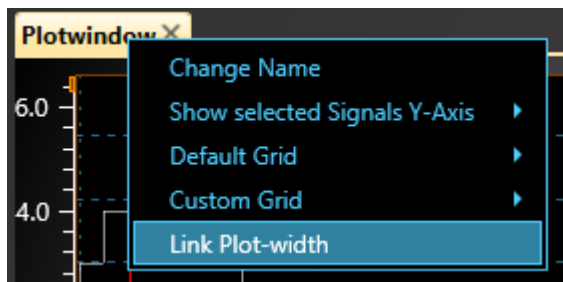 Plotwindow
Change Name
6.0
Show selected Signals Y-Axis
Default Grid
Custom Grid
4.0
Link Plot-width